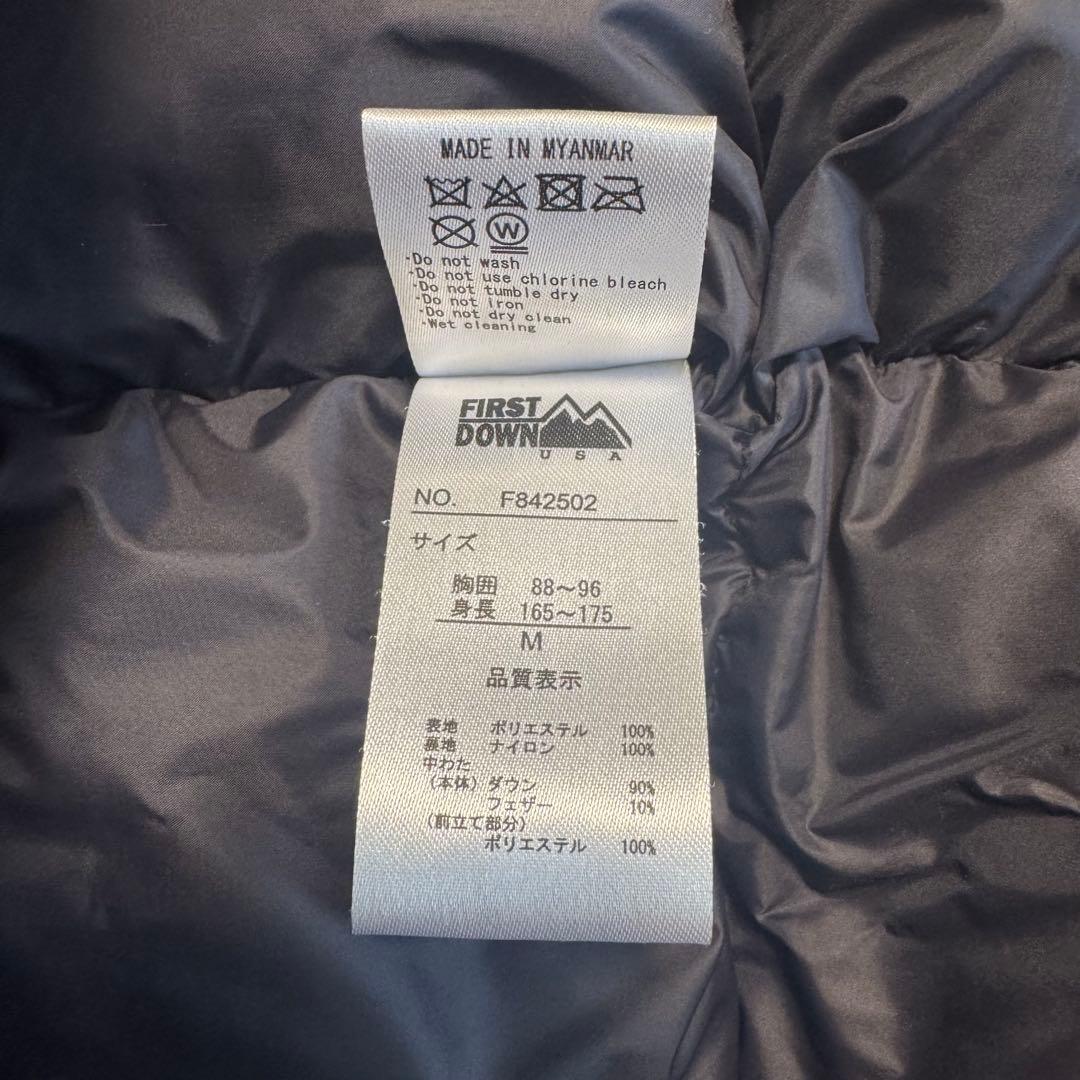 MADE IN MYANMAR
W
・Do not wash
・Do not use chlorine bleach
・Do not tumble dry
・Do not iron
・Do not dry clean
・Wet cleaning
FIRST
DOWN
USA
NO. F842502
サイズ
胸囲 88～96
身長 165～175
M
品質表示
表地 ポリエステル 100%
裏地 ナイロン 100%
中わた
(本体) ダウン 90%
フェザー 10%
(前立て部分)
ポリエステル 100%